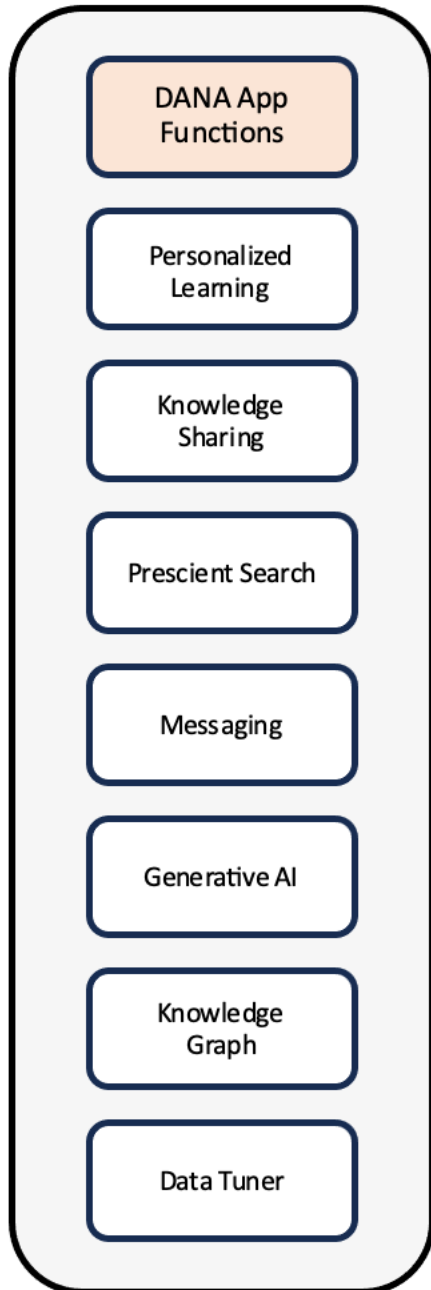 DANA App
Functions
Personalized
Learning
Knowledge
Sharing
Prescient Search
Messaging
Generative AI
Knowledge
Graph
Data Tuner